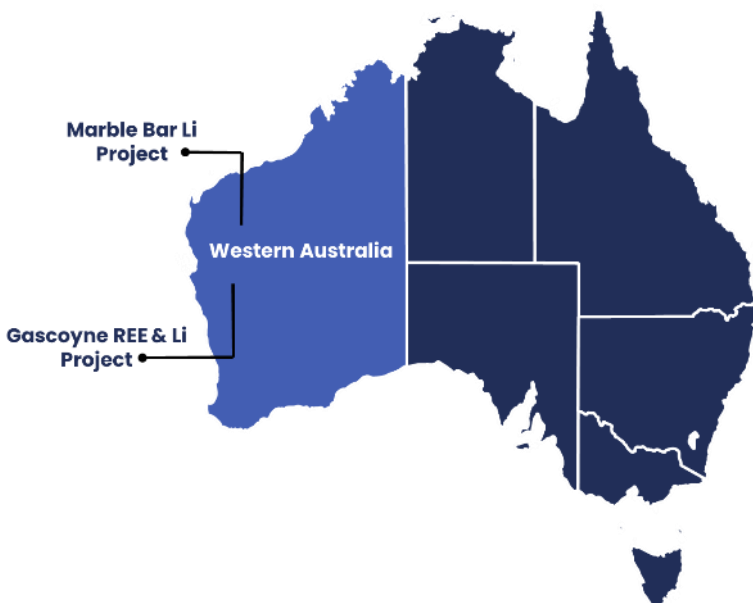 Marble Bar Li
Project
Western Australia
Gascoyne REE & Li
Project